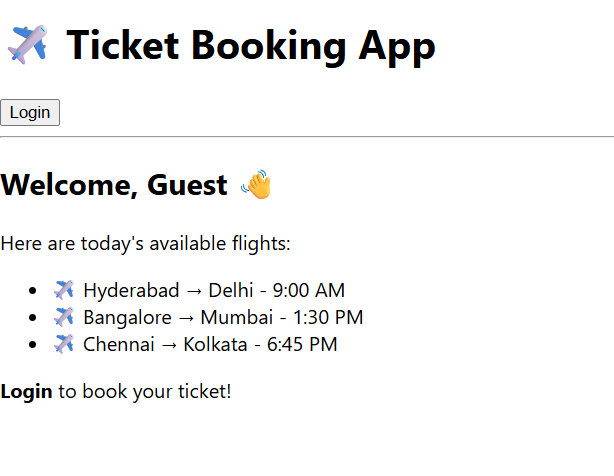 ✈️ Ticket Booking App
Login
Welcome, Guest 👋
Here are today's available flights:
• ✈️ Hyderabad → Delhi - 9:00 AM
• ✈️ Bangalore → Mumbai - 1:30 PM
• ✈️ Chennai → Kolkata - 6:45 PM
Login to book your ticket!